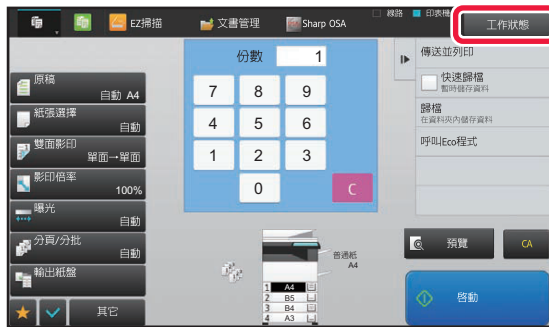 EZ掃描
文書管理
Sharp OSA
線路
印表機
工作狀態
份數
1
傳送並列印
快速歸檔
暫時儲存資料
歸檔
在資料夾內儲存資料
呼叫Eco程式
原稿
自動 A4
紙張選擇
自動
雙面影印
單面→單面
影印倍率
100%
曝光
自動
分頁/分批
自動
輸出紙盤
其它
7
8
9
4
5
6
1
2
3
0
C
普通紙
A4
1 A4
2 B5
3 B4
4 A3
預覽
CA
啓動